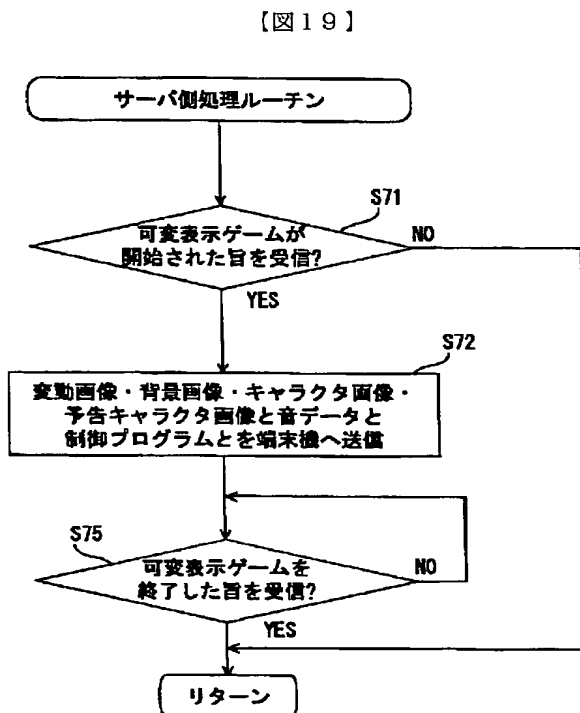 【図19】
サーバ側処理ルーチン
S71
可変表示ゲームが
開始された旨を受信?
NO
YES
S72
変動画像・背景画像・キャラクタ画像・
予告キャラクタ画像と音データと
制御プログラムとを端末機へ送信
S75
可変表示ゲームを
終了した旨を受信?
NO
YES
リターン